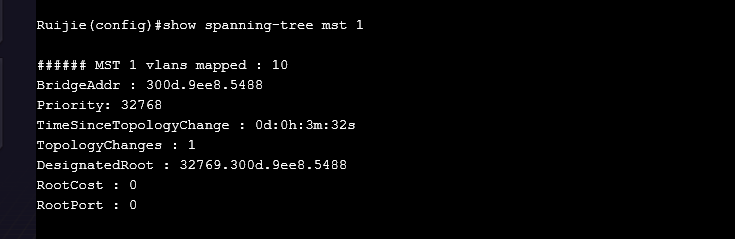 Ruijie(config)#show spanning-tree mst 1
###### MST 1 vlans mapped : 10
BridgeAddr : 300d.9ee8.5488
Priority: 32768
TimeSinceTopologyChange : 0d:0h:3m:32s
TopologyChanges : 1
DesignatedRoot : 32769.300d.9ee8.5488
RootCost : 0
RootPort : 0